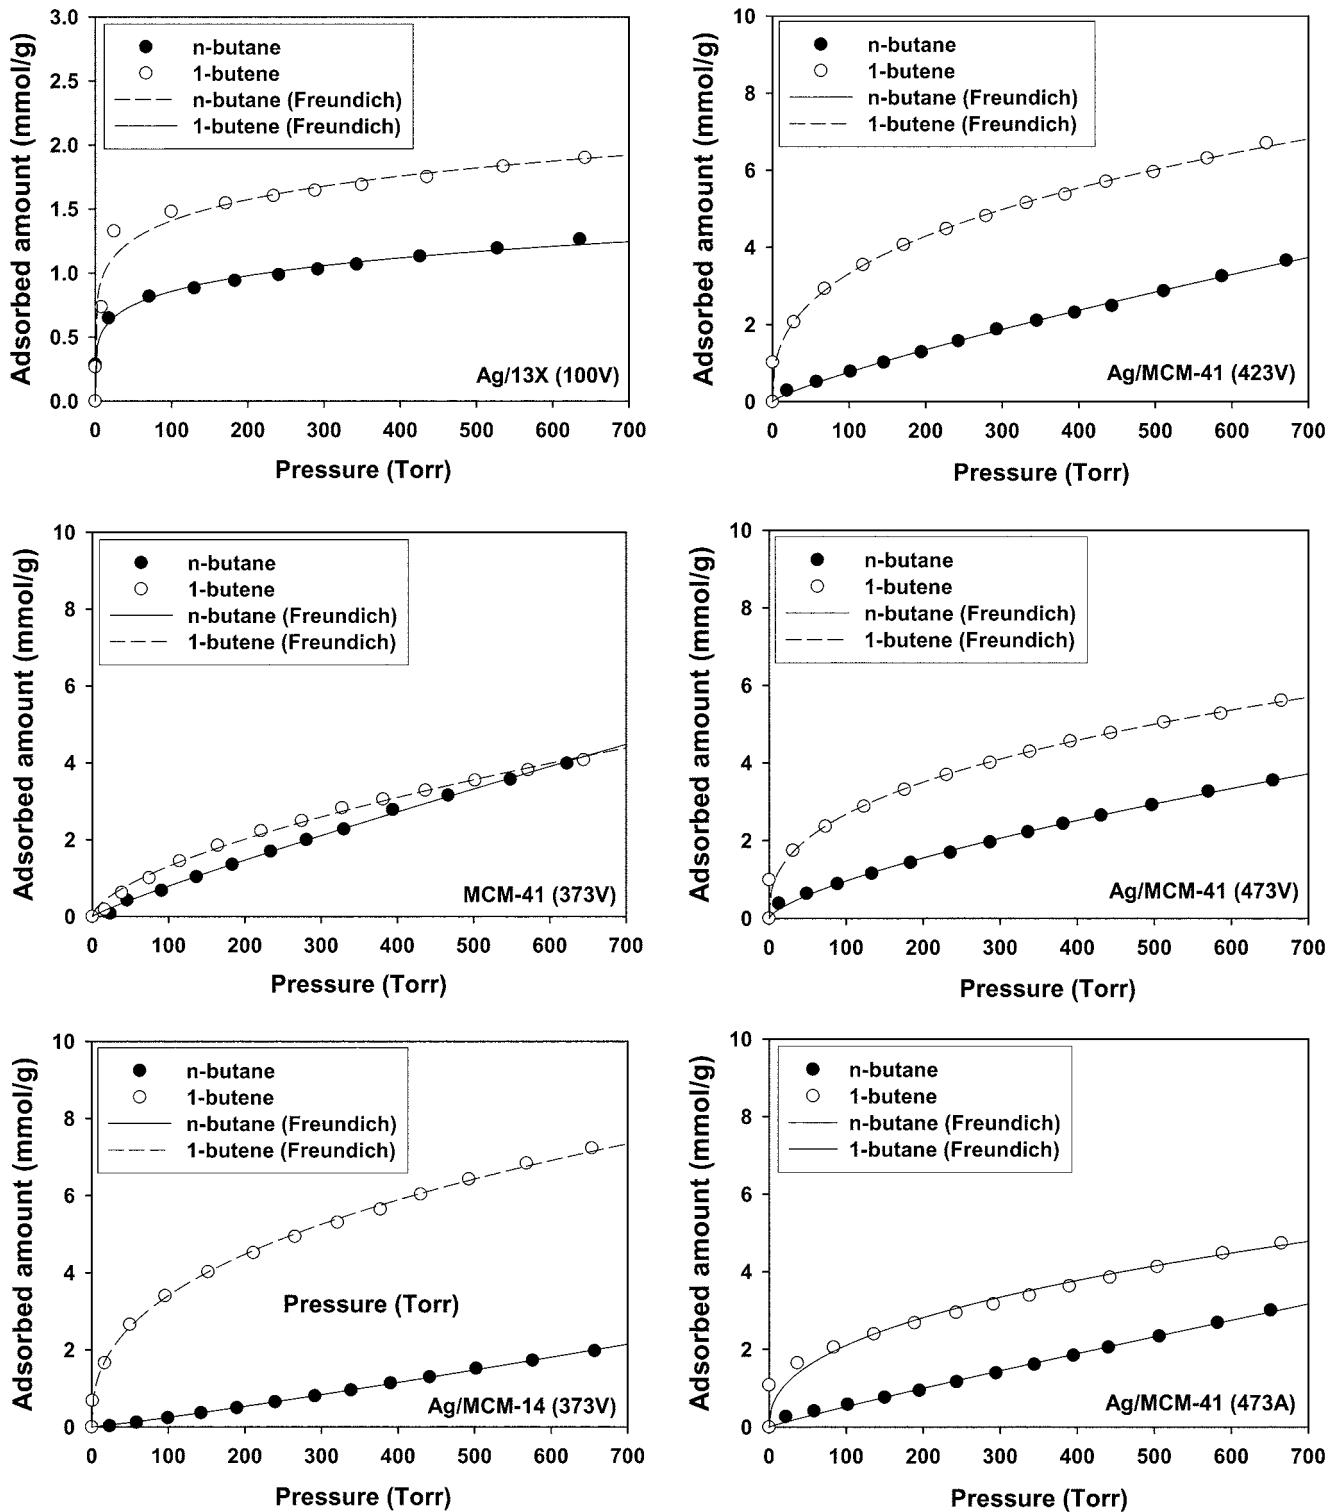 Adsorbed amount (mmol/g)
3.0
2.5
2.0
1.5
1.0
0.5
0.0
n-butane
1-butene
n-butane (Freundich)
1-butene (Freundich)
Ag/13X (100V)
0 100 200 300 400 500 600 700
Pressure (Torr)
Adsorbed amount (mmol/g)
10
8
6
4
2
0
n-butane
1-butene
n-butane (Freundich)
1-butene (Freundich)
Ag/MCM-41 (423V)
0 100 200 300 400 500 600 700
Pressure (Torr)
Adsorbed amount (mmol/g)
10
8
6
4
2
0
n-butane
1-butene
n-butane (Freundich)
1-butene (Freundich)
MCM-41 (373V)
0 100 200 300 400 500 600 700
Pressure (Torr)
Adsorbed amount (mmol/g)
10
8
6
4
2
0
n-butane
1-butene
n-butane (Freundich)
1-butene (Freundich)
Ag/MCM-41 (473V)
0 100 200 300 400 500 600 700
Pressure (Torr)
Adsorbed amount (mmol/g)
10
8
6
4
2
0
n-butane
1-butene
n-butane (Freundich)
1-butene (Freundich)
Pressure (Torr)
Ag/MCM-14 (373V)
0 100 200 300 400 500 600 700
Pressure (Torr)
Adsorbed amount (mmol/g)
10
8
6
4
2
0
n-butane
1-butene
n-butane (Freundich)
1-butane (Freundich)
Ag/MCM-41 (473A)
0 100 200 300 400 500 600 700
Pressure (Torr)